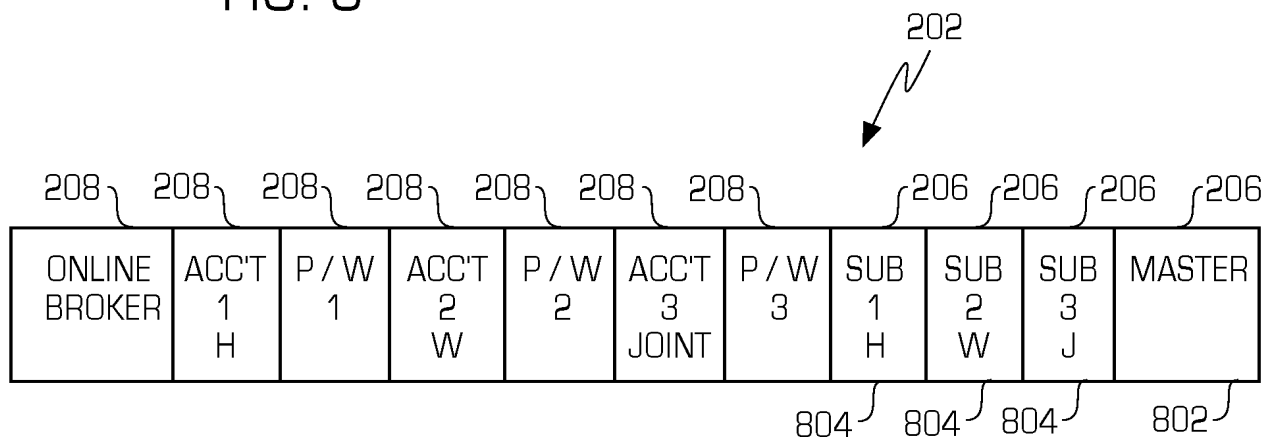 202
208 208 208 208 208 208 208 206 206 206 206
ONLINE ACC'T P / W ACC'T P / W ACC'T P / W SUB SUB SUB MASTER
BROKER 1 1 2 2 3 3 1 2 3
H W JOINT H W J
804 804 804 802